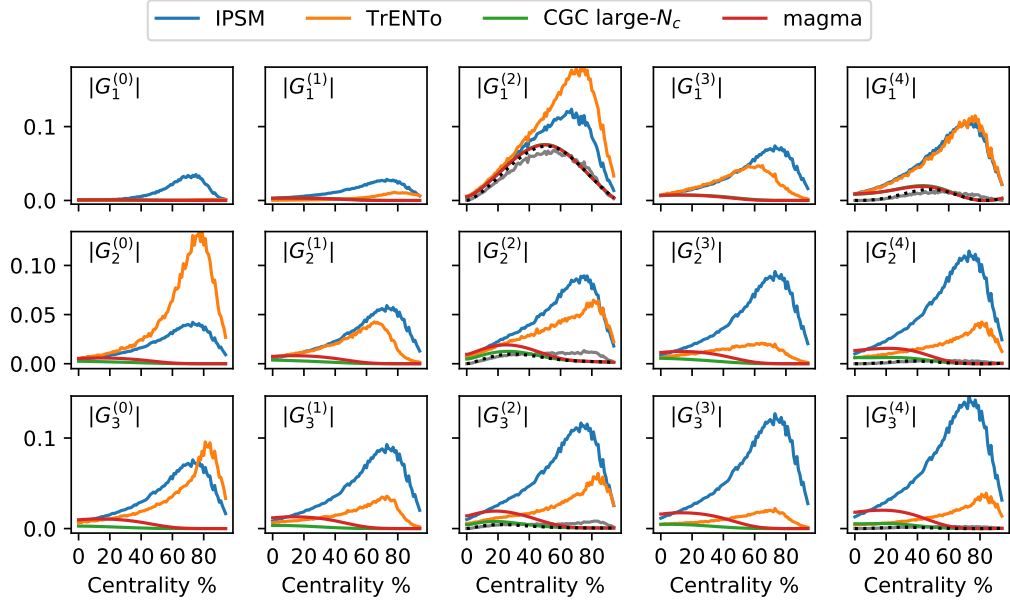 IPSM TrENTo CGC large-$N_c$ magma
$|G_1^{(0)}|$ $|G_1^{(1)}|$ $|G_1^{(2)}|$ $|G_1^{(3)}|$ $|G_1^{(4)}|$
0.1
0.0
$|G_2^{(0)}|$ $|G_2^{(1)}|$ $|G_2^{(2)}|$ $|G_2^{(3)}|$ $|G_2^{(4)}|$
0.10
0.05
0.00
$|G_3^{(0)}|$ $|G_3^{(1)}|$ $|G_3^{(2)}|$ $|G_3^{(3)}|$ $|G_3^{(4)}|$
0.1
0.0
0 20 40 60 80 0 20 40 60 80 0 20 40 60 80 0 20 40 60 80 0 20 40 60 80
Centrality % Centrality % Centrality % Centrality % Centrality %